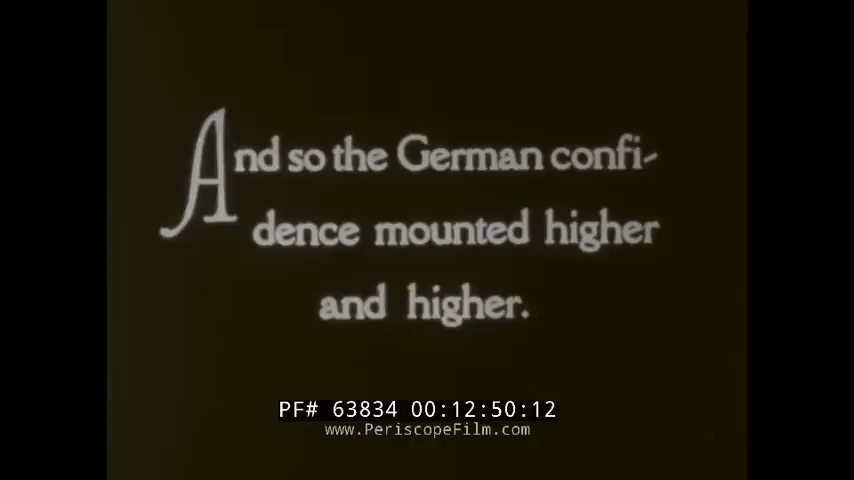 And so the German confi-
dence mounted higher
and higher.
PF# 63834 00:12:50:12
www.PeriscopeFilm.com